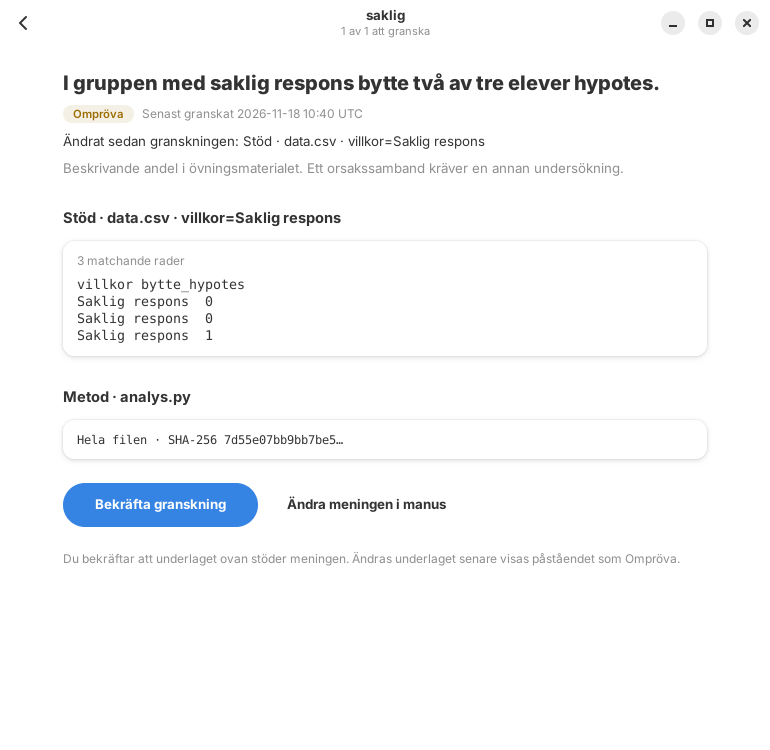 saklig
1 av 1 att granska
I gruppen med saklig respons bytte två av tre elever hypotes.
Ompröva Senast granskat 2026-11-18 10:40 UTC
Ändrat sedan granskningen: Stöd · data.csv · villkor=Saklig respons
Beskrivande andel i övningsmaterialet. Ett orsakssamband kräver en annan undersökning.
Stöd · data.csv · villkor=Saklig respons
3 matchande rader
villkor bytte_hypotes
Saklig respons  0
Saklig respons  0
Saklig respons  1
Metod · analys.py
Hela filen · SHA-256 7d55e07bb9bb7be5…
Bekräfta granskning Ändra meningen i manus
Du bekräftar att underlaget ovan stöder meningen. Ändras underlaget senare visas påståendet som Ompröva.